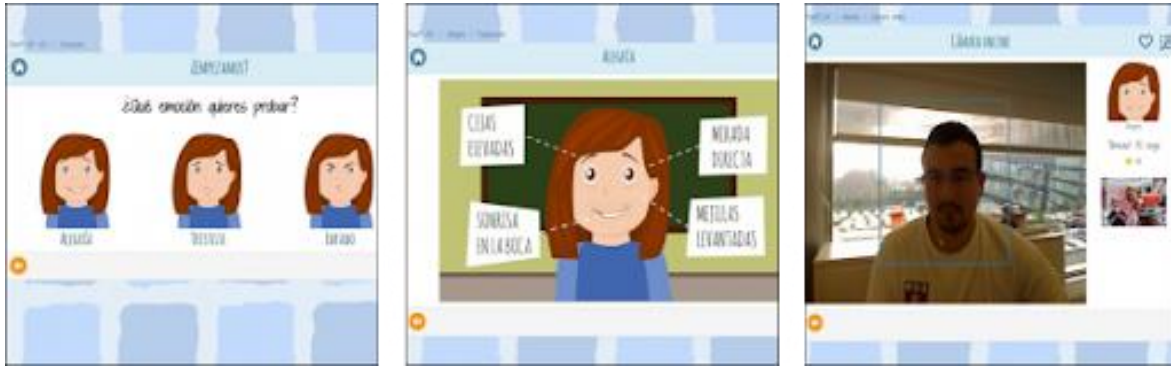 ¿EMPEZAMOS?
¿Qué emoción quieres probar?
ALEGRÍA
TRISTEZA
ENFADO
ALEGRÍA
CEJAS
ELEVADAS
MIRADA
DIRECTA
SONRISA
EN LA BOCA
MEJILLAS
LEVANTADAS
CÁMARA ONLINE